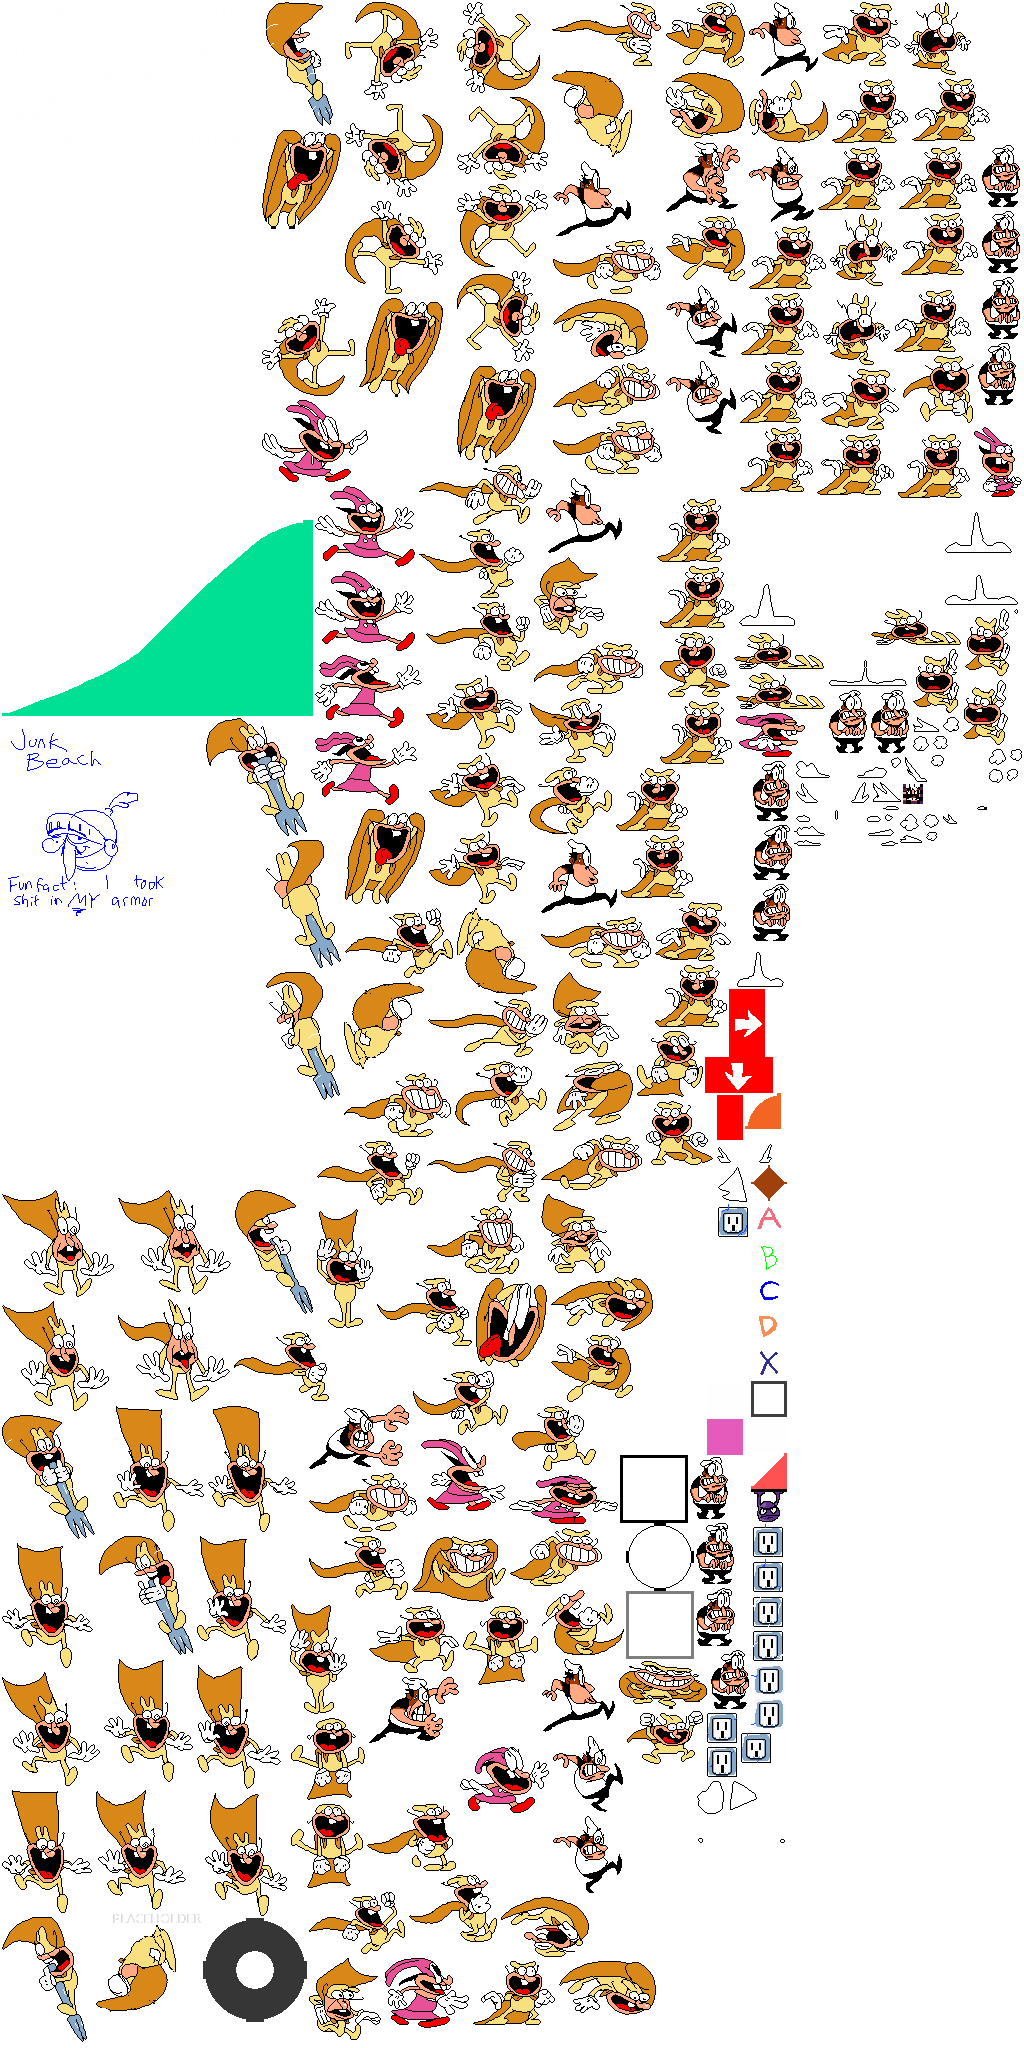 Junk
Beach
Fun fact: I took
shit in MY armor
A
B
C
D
X
PLACEHOLDER